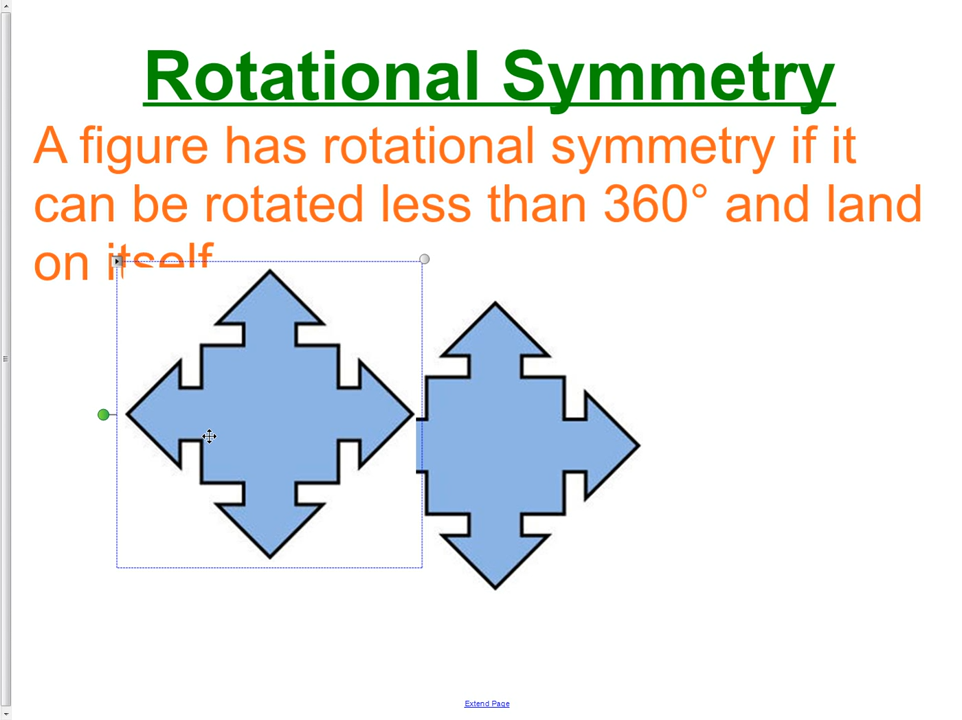 Rotational Symmetry
A figure has rotational symmetry if it
can be rotated less than 360° and land
on itself
Extend Page